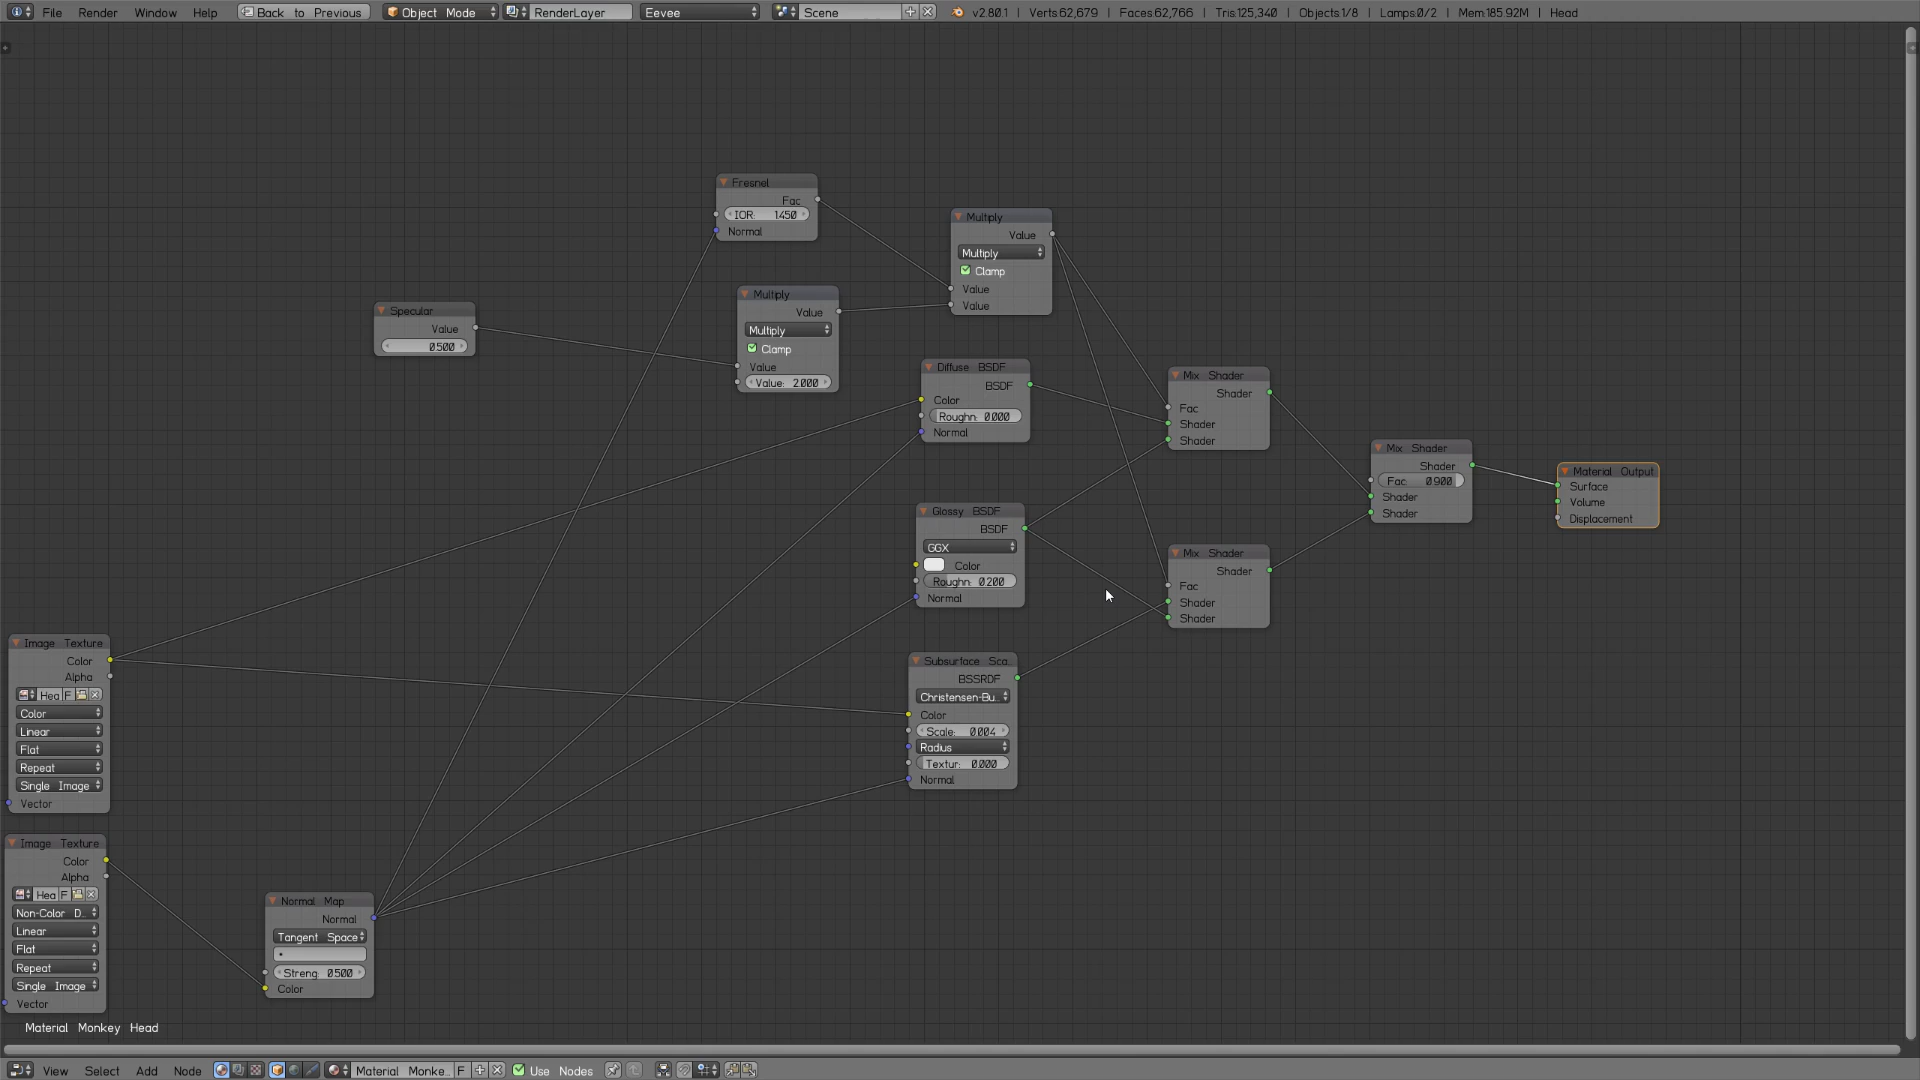 File Render Window Help Back to Previous Object Mode RenderLayer Eevee Scene v2.80.1 | Verts:62,679 | Faces:62,766 | Tris:125,340 | Objects:1/8 | Lamps:0/2 | Mem:185.92M | Head
Fresnel
Fac
IOR: 1.450
Normal
Multiply
Value
Multiply
Clamp
Value
Value
Specular
Value
0.500
Multiply
Value
Multiply
Clamp
Value
Value: 2.000
Diffuse BSDF
BSDF
Color
Roughn: 0.000
Normal
Mix Shader
Shader
Fac
Shader
Shader
Mix Shader
Shader
Fac: 0.900
Shader
Shader
Material Output
Surface
Volume
Displacement
Glossy BSDF
BSDF
GGX
Color
Roughn: 0.200
Normal
Mix Shader
Shader
Fac
Shader
Shader
Subsurface Sca..
BSSRDF
Christensen-Bu..
Color
Scale: 0.004
Radius
Textur: 0.000
Normal
Image Texture
Color
Alpha
Hea F
Color
Linear
Flat
Repeat
Single Image
Vector
Image Texture
Color
Alpha
Hea F
Non-Color D..
Linear
Flat
Repeat
Single Image
Vector
Normal Map
Normal
Tangent Space
Streng: 0.500
Color
Material Monkey Head
View Select Add Node Material Monke.. F Use Nodes